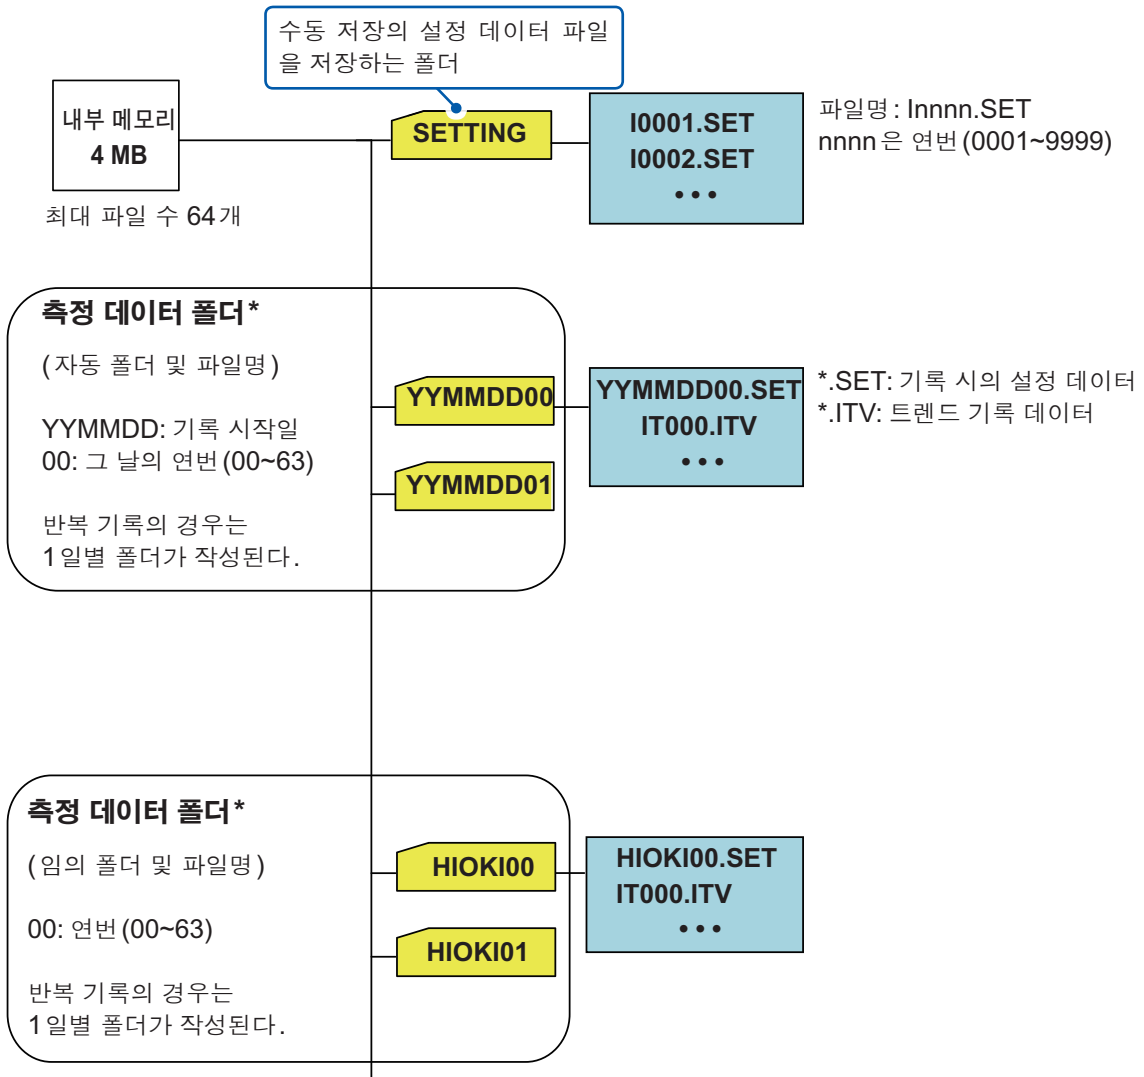 수동 저장의 설정 데이터 파일
을 저장하는 폴더
내부 메모리
4 MB
최대 파일 수 64개
SETTING
I0001.SET
I0002.SET
•••
파일명: Innnn.SET
nnnn은 연번(0001~9999)
측정 데이터 폴더*
(자동 폴더 및 파일명)
YYMMDD: 기록 시작일
00: 그 날의 연번(00~63)
반복 기록의 경우는
1일별 폴더가 작성된다.
YYMMDD00
YYMMDD01
YYMMDD00.SET
IT000.ITV
•••
*.SET: 기록 시의 설정 데이터
*.ITV: 트렌드 기록 데이터
측정 데이터 폴더*
(임의 폴더 및 파일명)
00: 연번(00~63)
반복 기록의 경우는
1일별 폴더가 작성된다.
HIOKI00
HIOKI01
HIOKI00.SET
IT000.ITV
•••